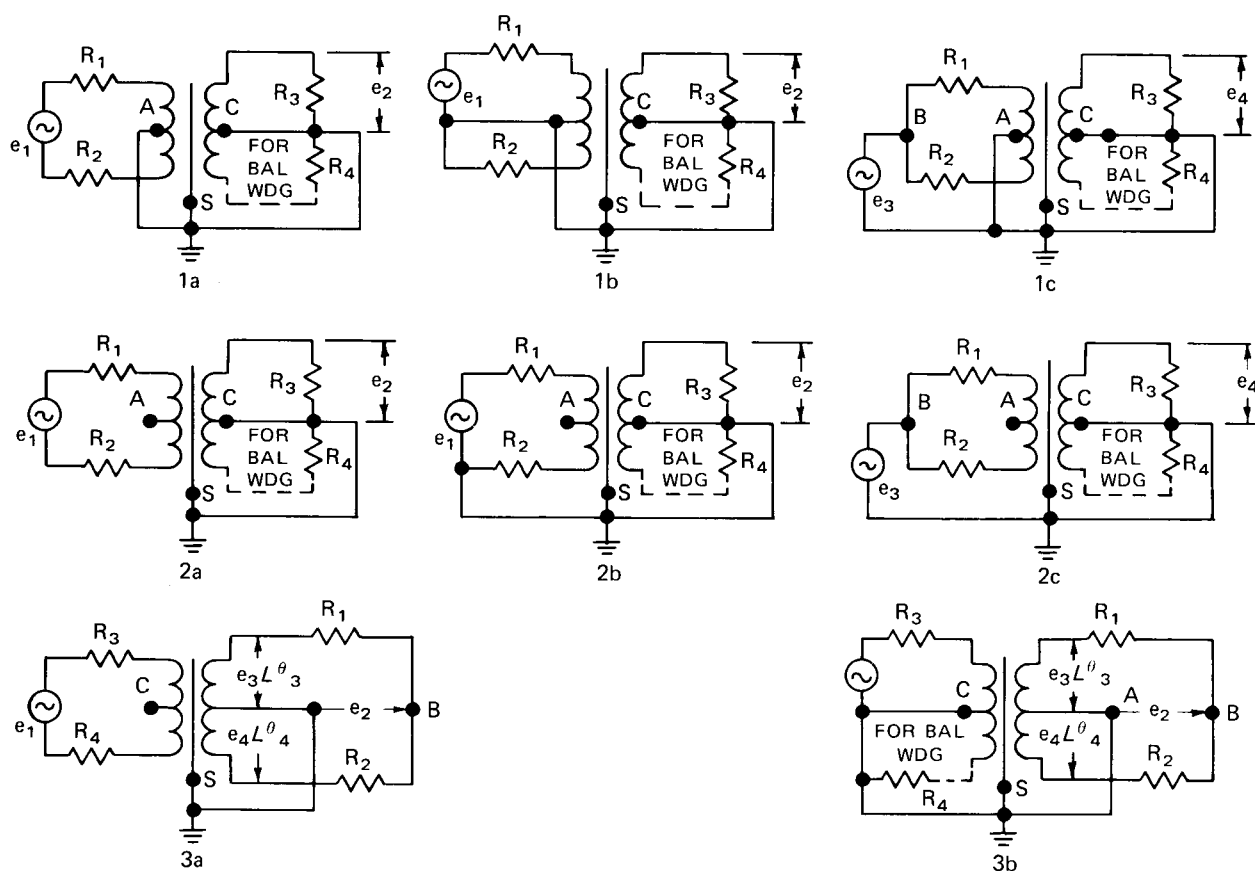 R1
A
e1
R2
C
R3
e2
FOR
BAL
WDG
R4
S
1a
R1
e1
R2
C
R3
e2
FOR
BAL
WDG
R4
S
1b
R1
B
A
R2
e3
C
R3
e4
FOR
BAL
WDG
R4
S
1c
R1
A
e1
R2
C
R3
e2
FOR
BAL
WDG
R4
S
2a
R1
A
e1
R2
C
R3
e2
FOR
BAL
WDG
R4
S
2b
R1
B
A
R2
e3
C
R3
e4
FOR
BAL
WDG
R4
S
2c
R3
C
e1
R4
R1
e3 L θ3
e2
B
e4 L θ4
R2
S
3a
R3
C
FOR BAL
WDG
R4
R1
e3 L θ3
A
e2
B
e4 L θ4
R2
S
3b